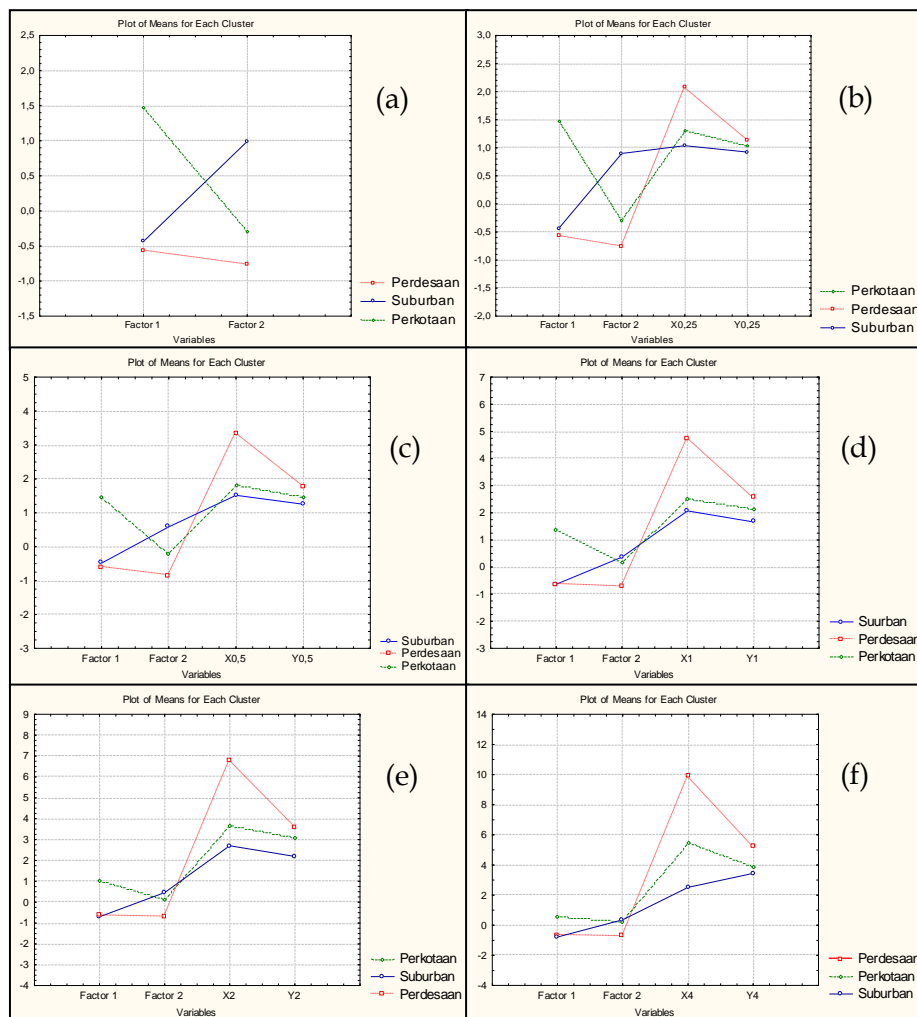 Plot of Means for Each Cluster
2,5
2,0
1,5
1,0
0,5
0,0
-0,5
-1,0
-1,5
Factor 1 Factor 2
Variables
(a)
Perdesaan
Suburban
Perkotaan
Plot of Means for Each Cluster
3,0
2,5
2,0
1,5
1,0
0,5
0,0
-0,5
-1,0
-1,5
-2,0
Factor 1 Factor 2 X0,25 Y0,25
Variables
(b)
Perkotaan
Perdesaan
Suburban
Plot of Means for Each Cluster
5
4
3
2
1
0
-1
-2
-3
Factor 1 Factor 2 X0,5 Y0,5
Variables
(c)
Suburban
Perdesaan
Perkotaan
Plot of Means for Each Cluster
7
6
5
4
3
2
1
0
-1
-2
-3
Factor 1 Factor 2 X1 Y1
Variables
(d)
Suurban
Perdesaan
Perkotaan
Plot of Means for Each Cluster
9
8
7
6
5
4
3
2
1
0
-1
-2
-3
-4
Factor 1 Factor 2 X2 Y2
Variables
(e)
Perkotaan
Suburban
Perdesaan
Plot of Means for Each Cluster
14
12
10
8
6
4
2
0
-2
-4
Factor 1 Factor 2 X4 Y4
Variables
(f)
Perdesaan
Perkotaan
Suburban